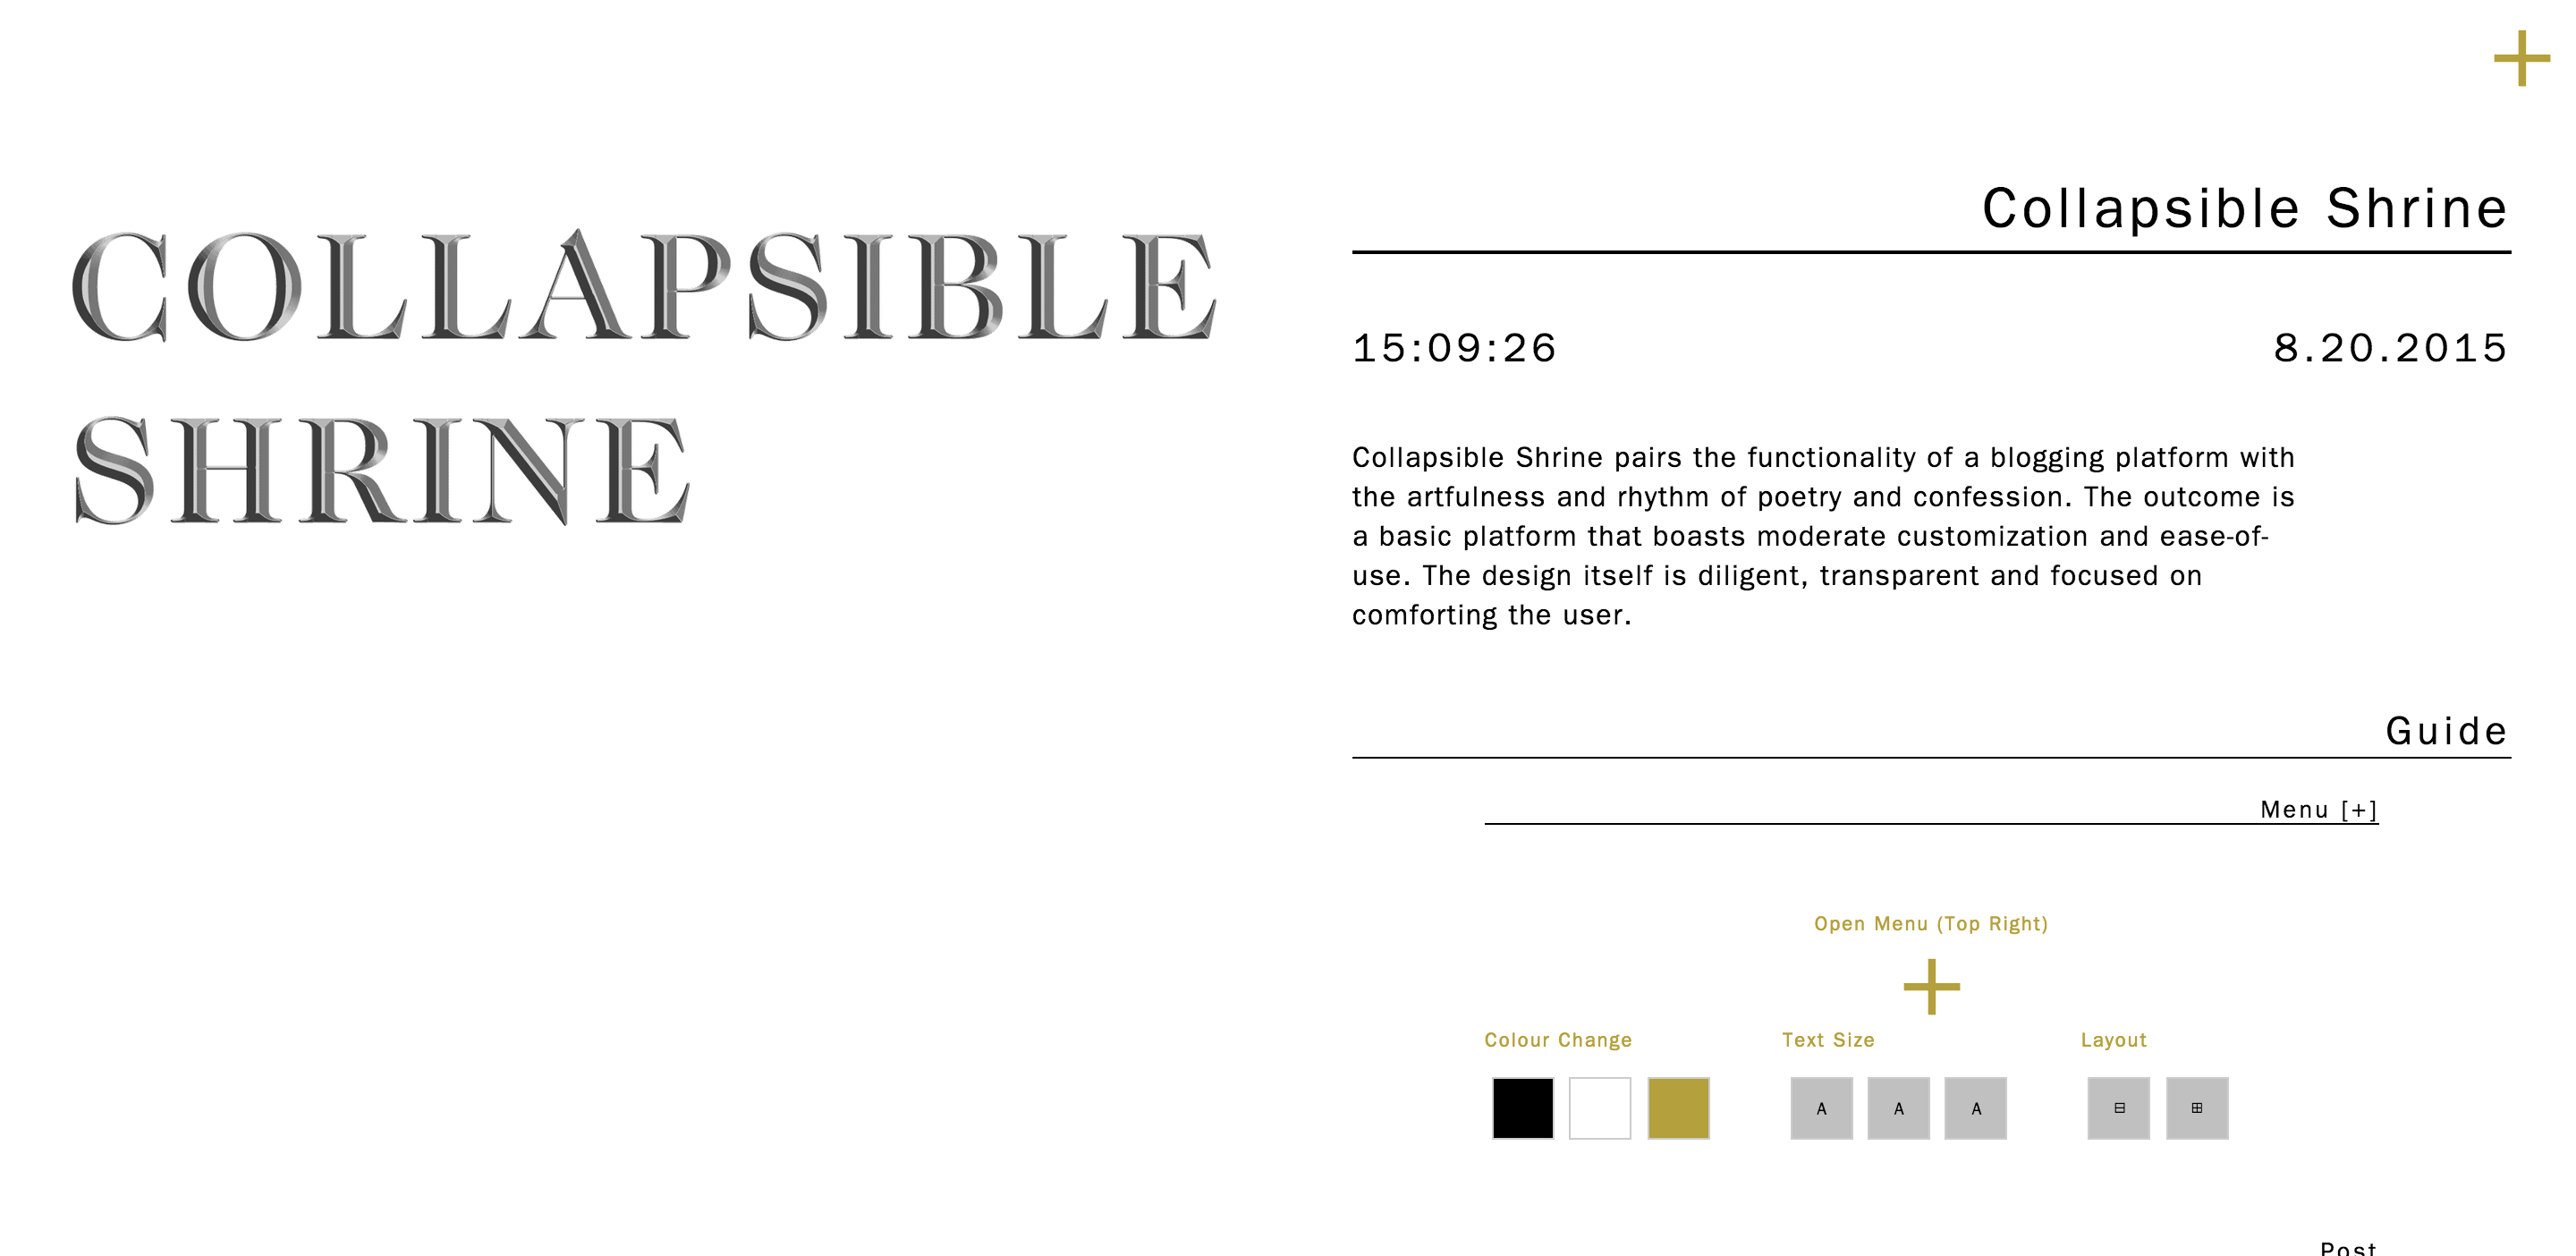 COLLAPSIBLE
SHRINE
Collapsible Shrine
15:09:26 8.20.2015
Collapsible Shrine pairs the functionality of a blogging platform with
the artfulness and rhythm of poetry and confession. The outcome is
a basic platform that boasts moderate customization and ease-of-
use. The design itself is diligent, transparent and focused on
comforting the user.
Guide
Menu [+]
Open Menu (Top Right)
+
Colour Change Text Size Layout
A A A ⊟ ⊞
Post